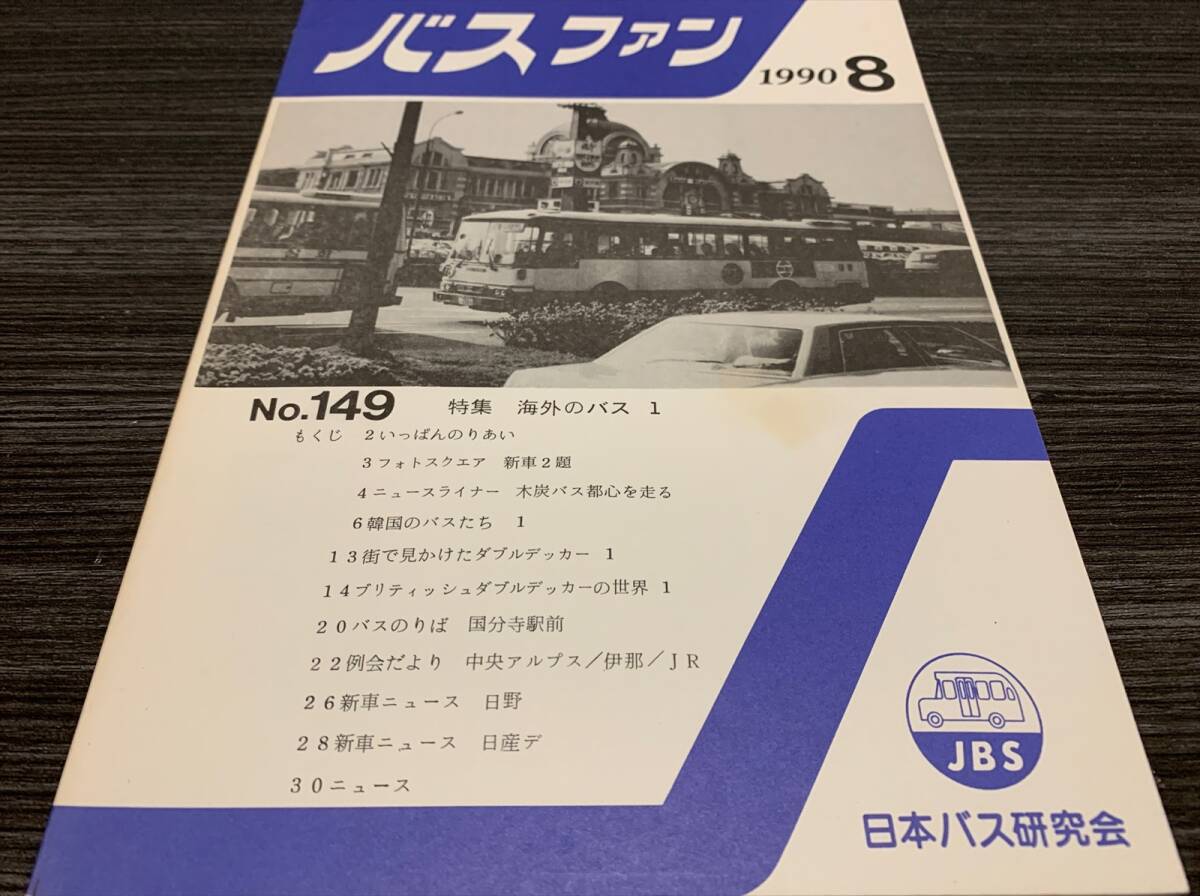 バスファン
1990 8
No.149 特集 海外のバス 1
もくじ 2いっぱんのりあい
3フォトスクエア 新車2題
4ニュースライナー 木炭バス都心を走る
6韓国のバスたち 1
13街で見かけたダブルデッカー 1
14ブリティッシュダブルデッカーの世界 1
20バスのりば 国分寺駅前
22例会だより 中央アルプス/伊那/JR
26新車ニュース 日野
28新車ニュース 日産デ
30ニュース
JBS
日本バス研究会